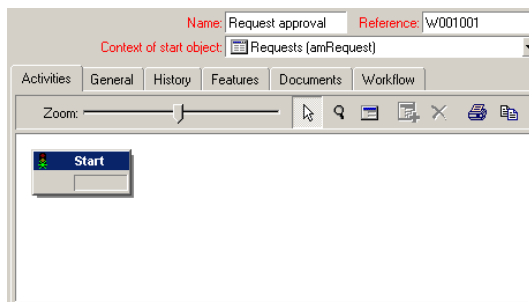 Name: Request approval Reference: W001001
Context of start object: Requests (amRequest)
Activities General History Features Documents Workflow
Zoom:
Start